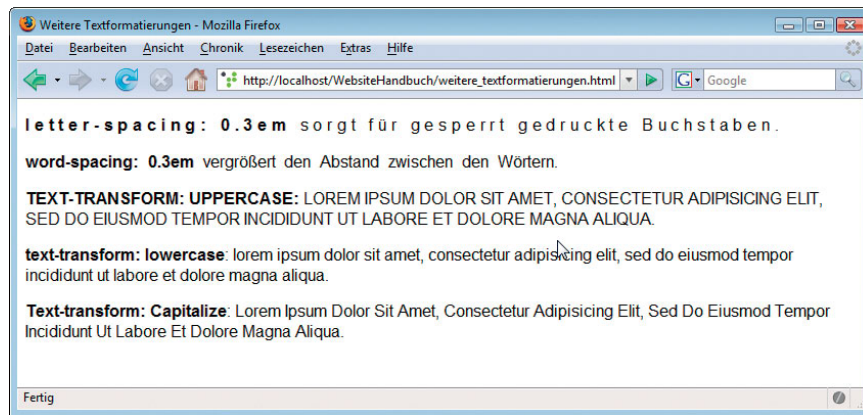 Weitere Textformatierungen - Mozilla Firefox
Datei Bearbeiten Ansicht Chronik Lesezeichen Extras Hilfe
http://localhost/WebsiteHandbuch/weitere_textformatierungen.html G Google
letter-spacing: 0.3em sorgt für gesperrt gedruckte Buchstaben.
word-spacing: 0.3em vergrößert den Abstand zwischen den Wörtern.
TEXT-TRANSFORM: UPPERCASE: LOREM IPSUM DOLOR SIT AMET, CONSECTETUR ADIPISICING ELIT,
SED DO EIUSMOD TEMPOR INCIDIDUNT UT LABORE ET DOLORE MAGNA ALIQUA.
text-transform: lowercase: lorem ipsum dolor sit amet, consectetur adipisicing elit, sed do eiusmod tempor
incididunt ut labore et dolore magna aliqua.
Text-transform: Capitalize: Lorem Ipsum Dolor Sit Amet, Consectetur Adipisicing Elit, Sed Do Eiusmod Tempor
Incididunt Ut Labore Et Dolore Magna Aliqua.
Fertig